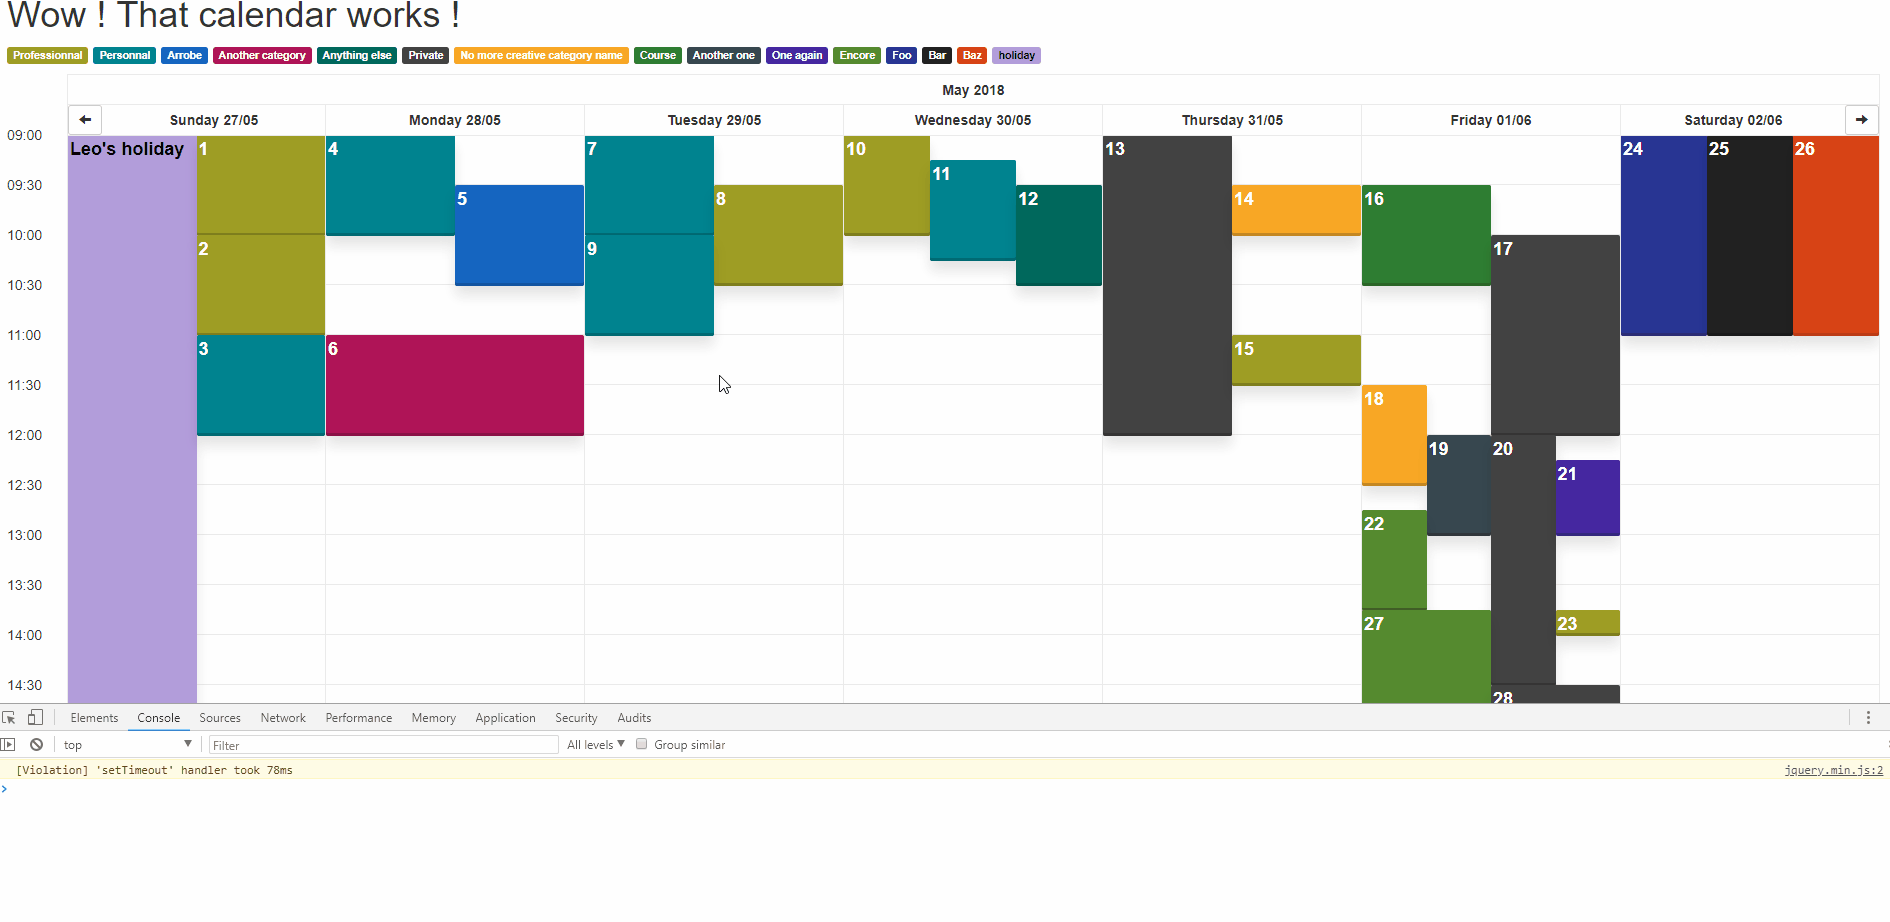 Wow ! That calendar works !
Professionnal Personnal Arrobe Another category Anything else Private No more creative category name Course Another one One again Encore Foo Bar Baz holiday
May 2018
Sunday 27/05 Monday 28/05 Tuesday 29/05 Wednesday 30/05 Thursday 31/05 Friday 01/06 Saturday 02/06
09:00 Leo's holiday 1 4 7 10 13 24 25 26
11
09:30 5 8 12 14 16
10:00 2 9 17
10:30
11:00 3 6 15
11:30 18
12:00 19 20
12:30 21
13:00 22
13:30
14:00 27 23
14:30 28
Elements Console Sources Network Performance Memory Application Security Audits
top Filter All levels Group similar
[Violation] 'setTimeout' handler took 78ms jquery.min.js:2